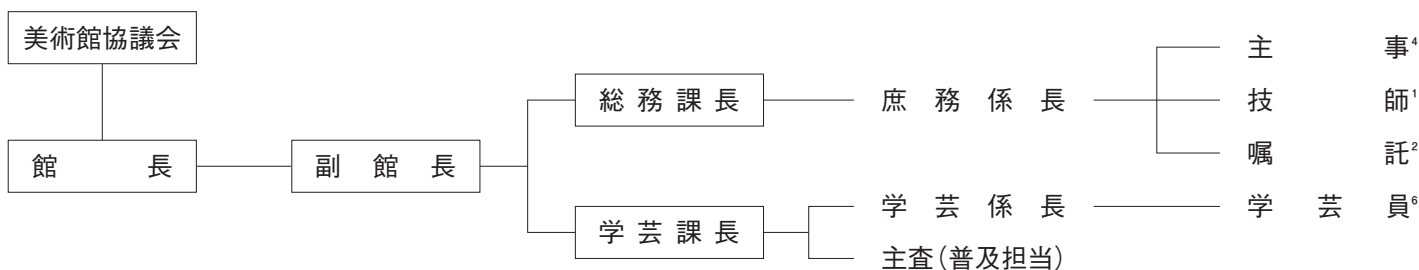 美術館協議会
館長
副館長
総務課長
庶務係長
主事⁴
技師¹
嘱託²
学芸課長
学芸係長
学芸員⁶
主査(普及担当)